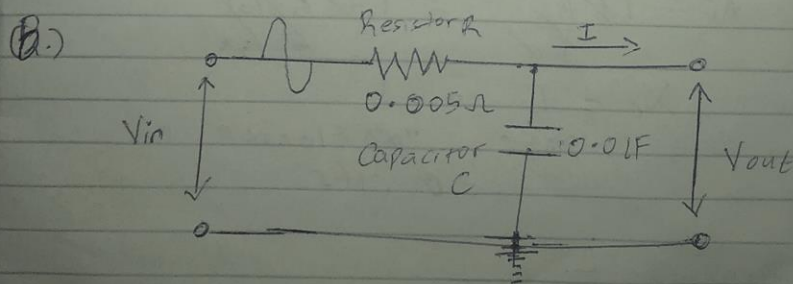 B.)
Resistor R
I
0.005Ω
Vin
Capacitor
C
0.01F
Vout